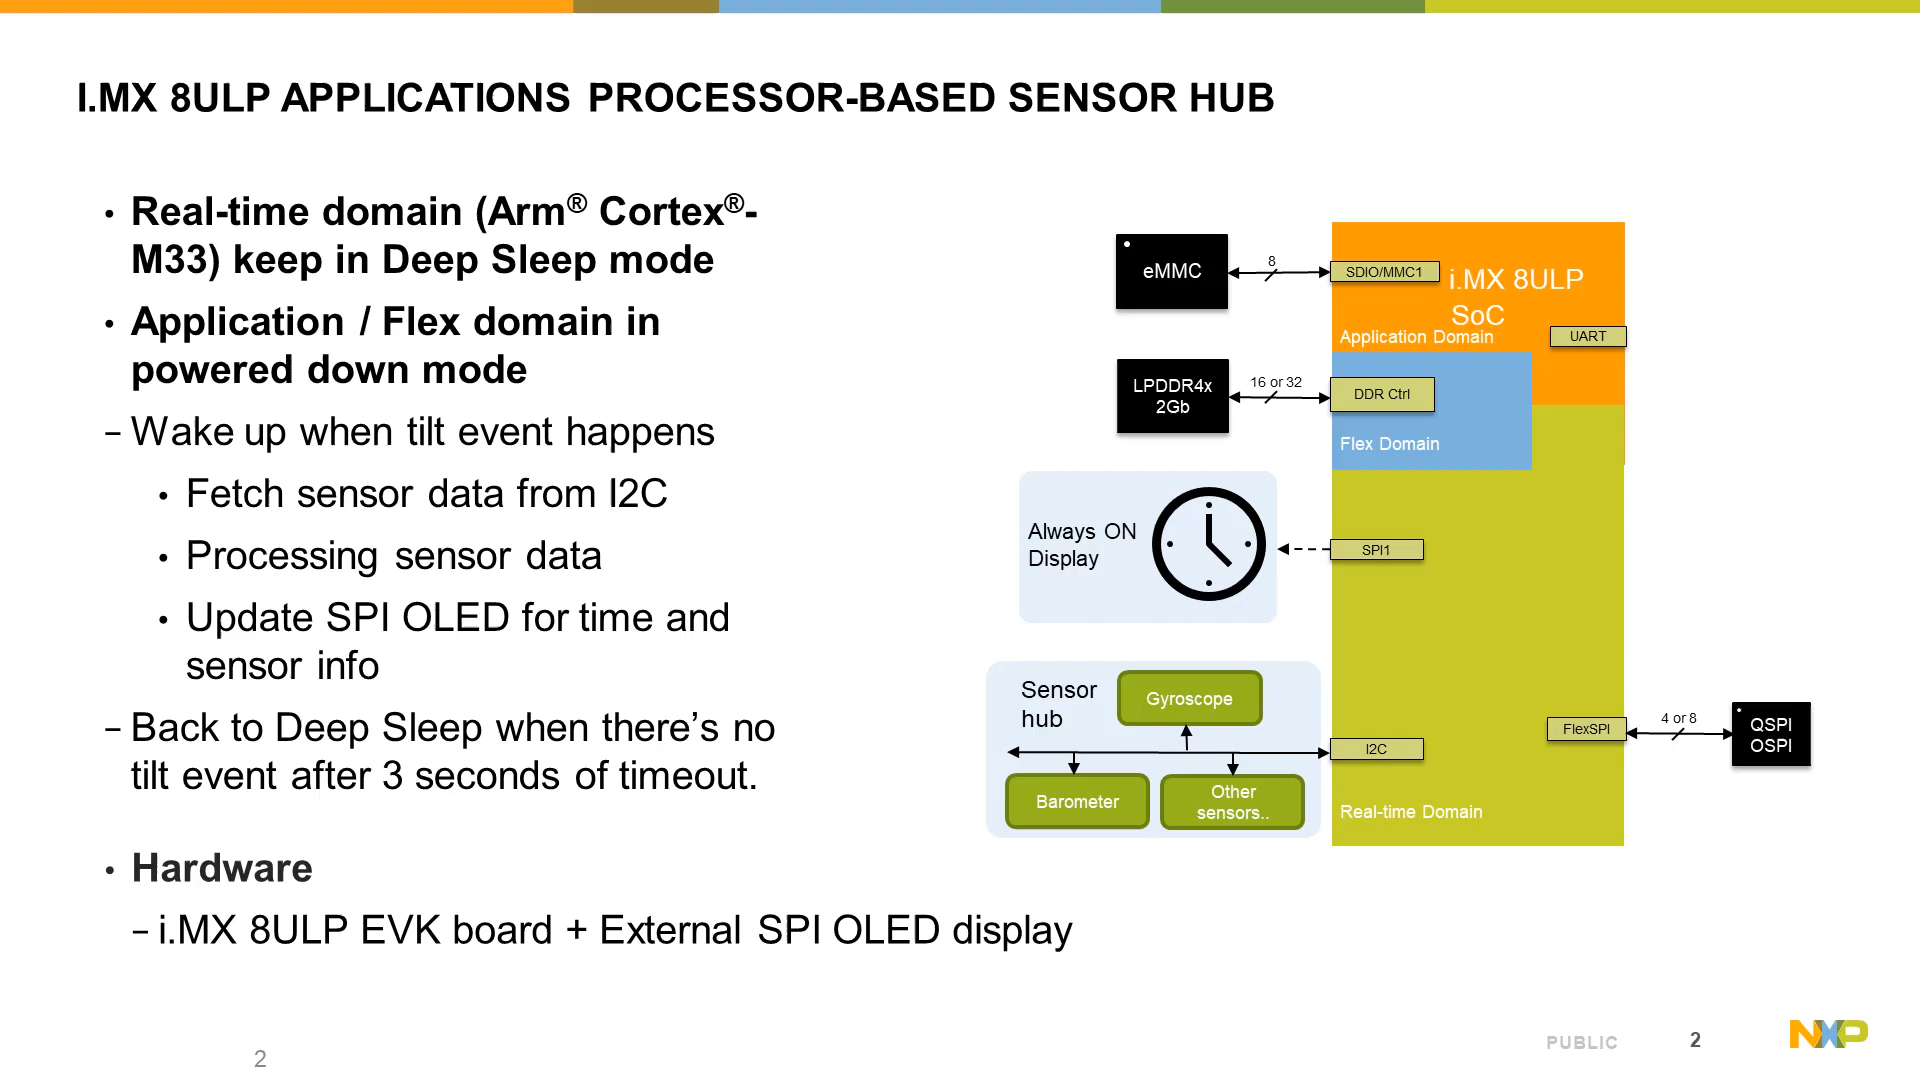 I.MX 8ULP APPLICATIONS PROCESSOR-BASED SENSOR HUB
• Real-time domain (Arm® Cortex®-
M33) keep in Deep Sleep mode
• Application / Flex domain in
powered down mode
– Wake up when tilt event happens
• Fetch sensor data from I2C
• Processing sensor data
• Update SPI OLED for time and
sensor info
– Back to Deep Sleep when there’s no
tilt event after 3 seconds of timeout.
• Hardware
– i.MX 8ULP EVK board + External SPI OLED display
eMMC
8
SDIO/MMC1
i.MX 8ULP
SoC
Application Domain
UART
LPDDR4x
2Gb
16 or 32
DDR Ctrl
Flex Domain
Always ON
Display
SPI1
Sensor
hub
Gyroscope
I2C
Barometer
Other
sensors..
FlexSPI
4 or 8
QSPI
OSPI
Real-time Domain
2
PUBLIC
2
NXP